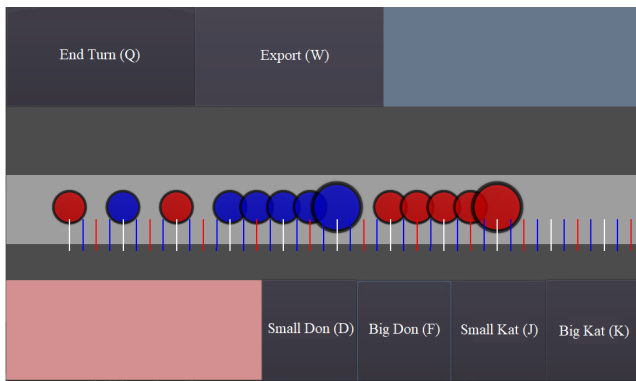 End Turn (Q)
Export (W)
Small Don (D)
Big Don (F)
Small Kat (J)
Big Kat (K)